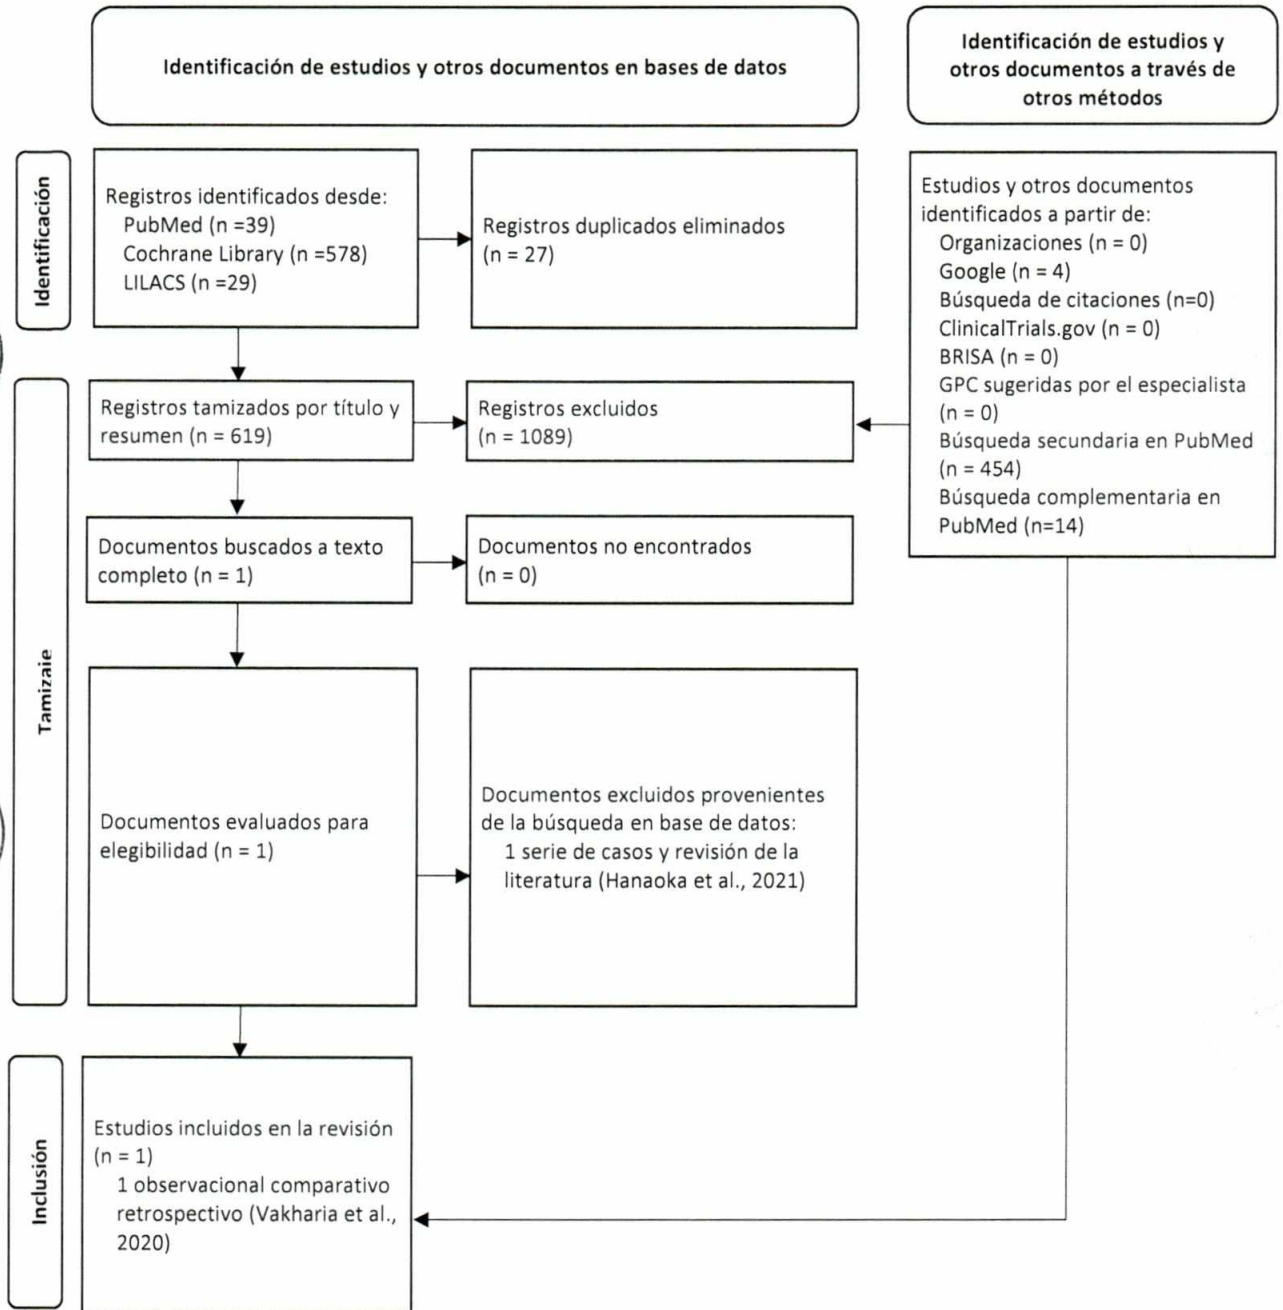 Identificación de estudios y otros documentos en bases de datos
Identificación de estudios y
otros documentos a través de
otros métodos
Identificación
Registros identificados desde:
PubMed (n =39)
Cochrane Library (n =578)
LILACS (n =29)
Registros duplicados eliminados
(n = 27)
Estudios y otros documentos
identificados a partir de:
Organizaciones (n = 0)
Google (n = 4)
Búsqueda de citaciones (n=0)
ClinicalTrials.gov (n = 0)
BRISA (n = 0)
GPC sugeridas por el especialista
(n = 0)
Búsqueda secundaria en PubMed
(n = 454)
Búsqueda complementaria en
PubMed (n=14)
Tamizaje
Registros tamizados por título y
resumen (n = 619)
Registros excluidos
(n = 1089)
Documentos buscados a texto
completo (n = 1)
Documentos no encontrados
(n = 0)
Documentos evaluados para
elegibilidad (n = 1)
Documentos excluidos provenientes
de la búsqueda en base de datos:
1 serie de casos y revisión de la
literatura (Hanaoka et al., 2021)
Inclusión
Estudios incluidos en la revisión
(n = 1)
1 observacional comparativo
retrospectivo (Vakharia et al.,
2020)